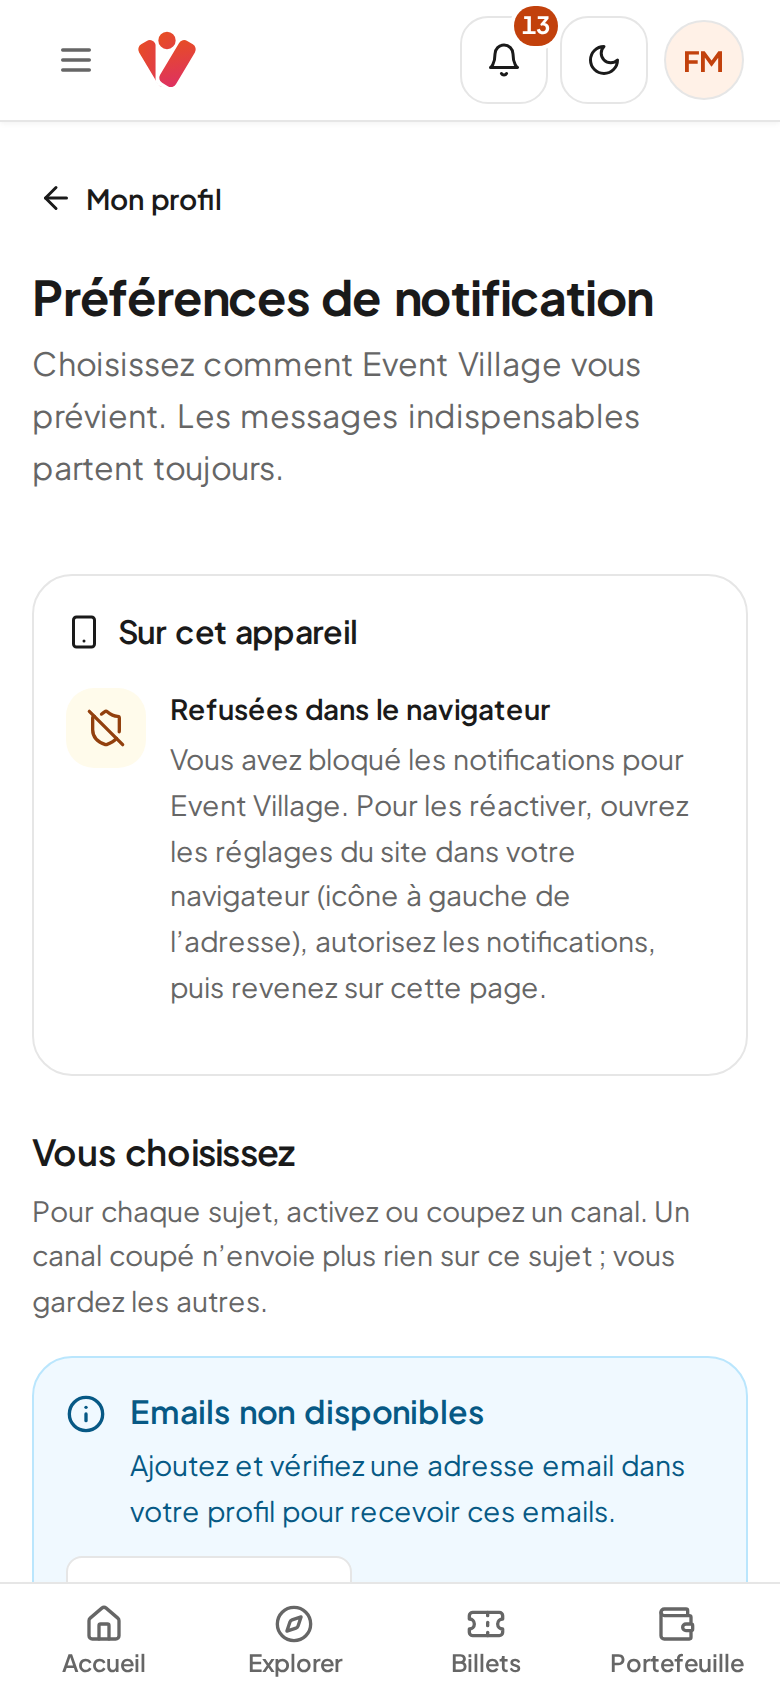 13
FM
Mon profil
Préférences de notification
Choisissez comment Event Village vous
prévient. Les messages indispensables
partent toujours.
Sur cet appareil
Refusées dans le navigateur
Vous avez bloqué les notifications pour
Event Village. Pour les réactiver, ouvrez
les réglages du site dans votre
navigateur (icône à gauche de
l’adresse), autorisez les notifications,
puis revenez sur cette page.
Vous choisissez
Pour chaque sujet, activez ou coupez un canal. Un
canal coupé n’envoie plus rien sur ce sujet ; vous
gardez les autres.
Emails non disponibles
Ajoutez et vérifiez une adresse email dans
votre profil pour recevoir ces emails.
Accueil
Explorer
Billets
Portefeuille